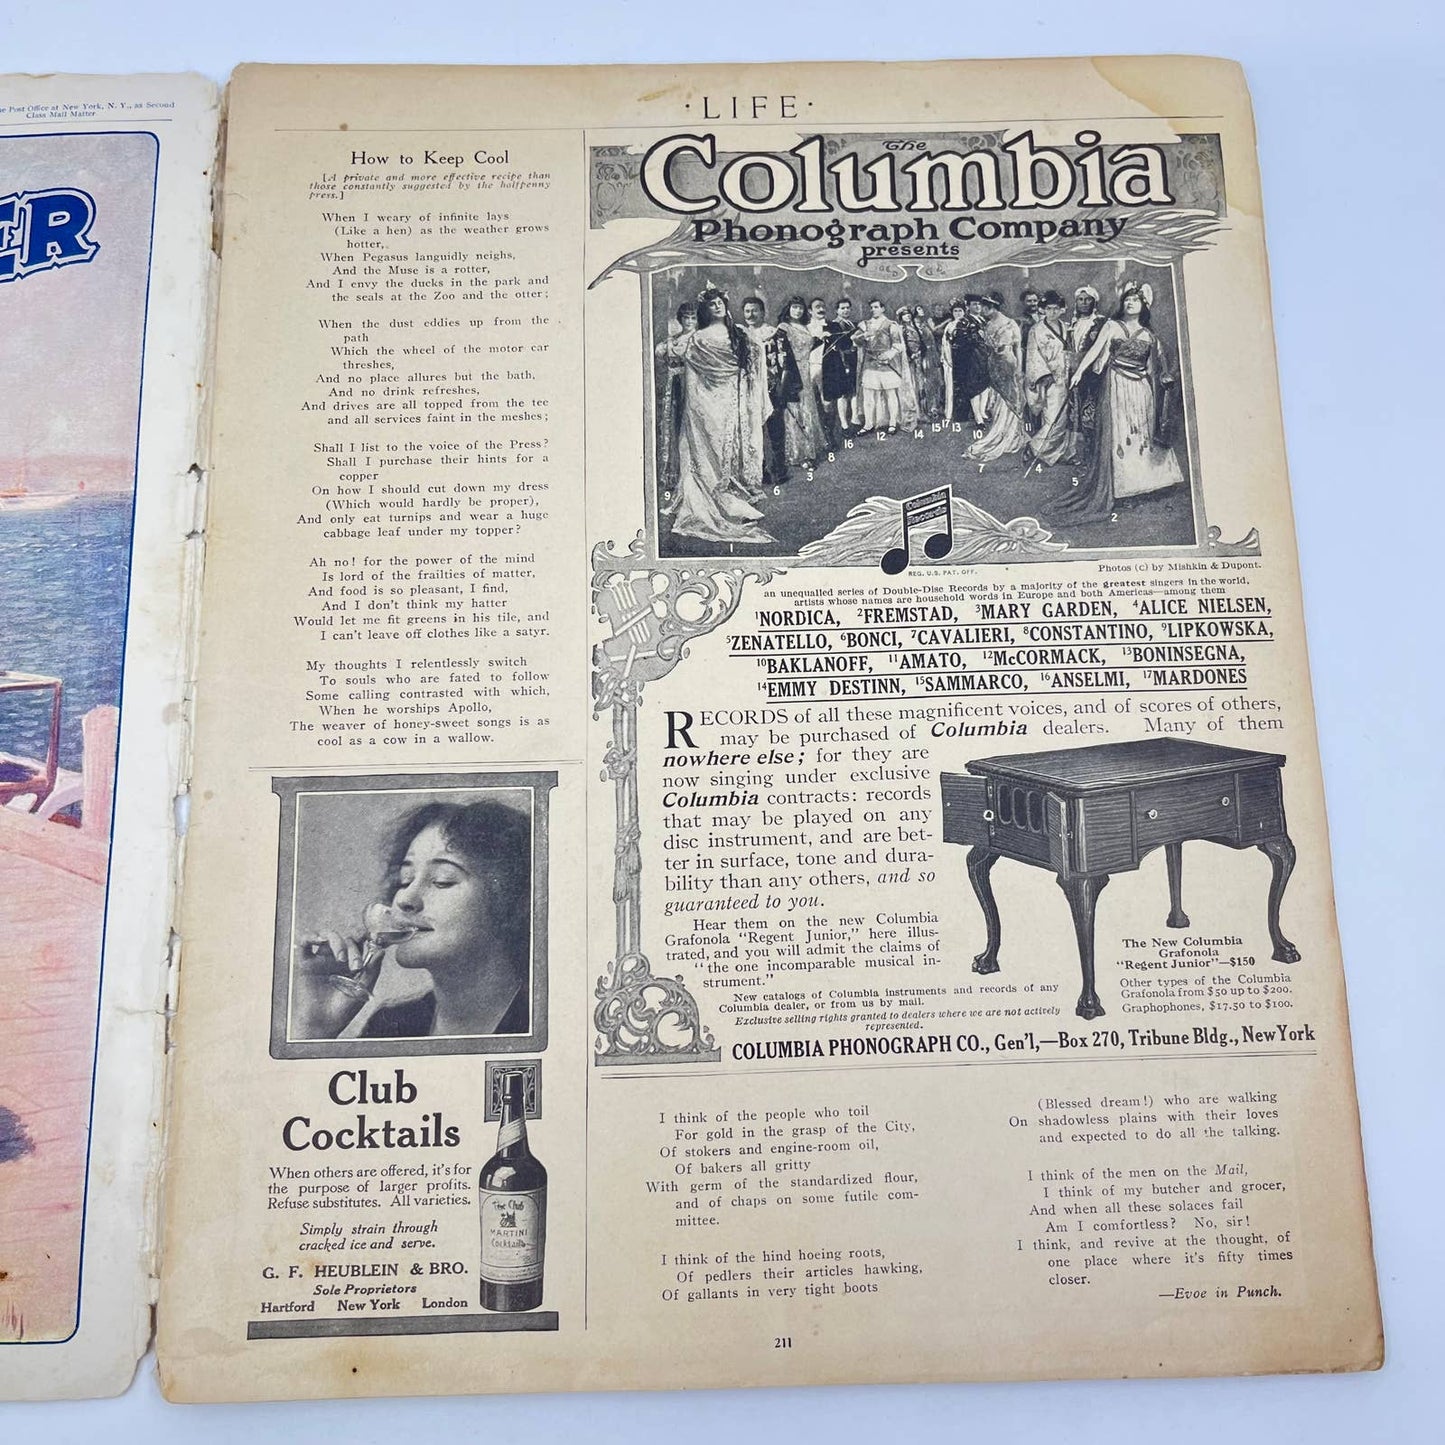 e Post Office at New York, N. Y., as Second
Class Mail Matter
ER
·LIFE·
How to Keep Cool
[A private and more effective recipe than
those constantly suggested by the halfpenny
press.]
When I weary of infinite lays
(Like a hen) as the weather grows
hotter,
When Pegasus languidly neighs,
And the Muse is a rotter,
And I envy the ducks in the park and
the seals at the Zoo and the otter;
When the dust eddies up from the
path
Which the wheel of the motor car
threshes,
And no place allures but the bath,
And no drink refreshes,
And drives are all topped from the tee
and all services faint in the meshes;
Shall I list to the voice of the Press?
Shall I purchase their hints for a
copper
On how I should cut down my dress
(Which would hardly be proper),
And only eat turnips and wear a huge
cabbage leaf under my topper?
Ah no! for the power of the mind
Is lord of the frailties of matter,
And food is so pleasant, I find,
And I don't think my hatter
Would let me fit greens in his tile, and
I can't leave off clothes like a satyr.
My thoughts I relentlessly switch
To souls who are fated to follow
Some calling contrasted with which,
When he worships Apollo,
The weaver of honey-sweet songs is as
cool as a cow in a wallow.
Club
Cocktails
When others are offered, it's for
the purpose of larger profits.
Refuse substitutes. All varieties.
Simply strain through
cracked ice and serve.
G. F. HEUBLEIN & BRO.
Sole Proprietors
Hartford New York London
The Club
MARTINI
Cocktails
The
Columbia
Phonograph Company
presents
9
1
6
3
8
16
12
14
15
17
13
10
7
11
4
5
2
Columbia
Records
REG. U.S. PAT. OFF.
Photos (c) by Mishkin & Dupont.
an unequalled series of Double-Disc Records by a majority of the greatest singers in the world,
artists whose names are household words in Europe and both Americas—among them
1NORDICA, 2FREMSTAD, 3MARY GARDEN, 4ALICE NIELSEN,
5ZENATELLO, 6BONCI, 7CAVALIERI, 8CONSTANTINO, 9LIPKOWSKA,
10BAKLANOFF, 11AMATO, 12McCORMACK, 13BONINSEGNA,
14EMMY DESTINN, 15SAMMARCO, 16ANSELMI, 17MARDONES
RECORDS of all these magnificent voices, and of scores of others,
may be purchased of Columbia dealers. Many of them
nowhere else; for they are
now singing under exclusive
Columbia contracts: records
that may be played on any
disc instrument, and are bet-
ter in surface, tone and dura-
bility than any others, and so
guaranteed to you.
Hear them on the new Columbia
Grafonola "Regent Junior," here illus-
trated, and you will admit the claims of
"the one incomparable musical in-
strument."
The New Columbia
Grafonola
"Regent Junior"—$150
Other types of the Columbia
Grafonola from $50 up to $200.
Graphophones, $17.50 to $100.
New catalogs of Columbia instruments and records of any
Columbia dealer, or from us by mail.
Exclusive selling rights granted to dealers where we are not actively
represented.
COLUMBIA PHONOGRAPH CO., Gen'l,—Box 270, Tribune Bldg., New York
I think of the people who toil
For gold in the grasp of the City,
Of stokers and engine-room oil,
Of bakers all gritty
With germ of the standardized flour,
and of chaps on some futile com-
mittee.
I think of the hind hoeing roots,
Of pedlers their articles hawking,
Of gallants in very tight boots
(Blessed dream!) who are walking
On shadowless plains with their loves
and expected to do all the talking.
I think of the men on the Mail,
I think of my butcher and grocer,
And when all these solaces fail
Am I comfortless? No, sir!
I think, and revive at the thought, of
one place where it's fifty times
closer.
—Evoe in Punch.
211